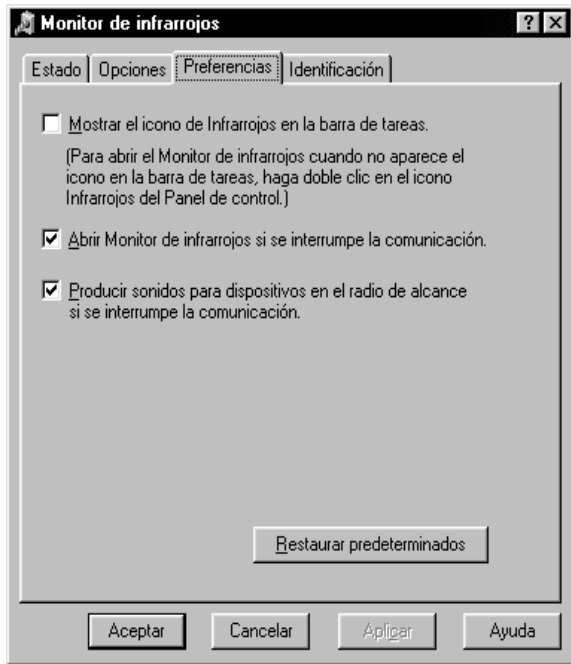 Monitor de infrarrojos
Estado Opciones Preferencias Identificación
Mostrar el icono de Infrarrojos en la barra de tareas.
(Para abrir el Monitor de infrarrojos cuando no aparece el
icono en la barra de tareas, haga doble clic en el icono
Infrarrojos del Panel de control.)
Abrir Monitor de infrarrojos si se interrumpe la comunicación.
Producir sonidos para dispositivos en el radio de alcance
si se interrumpe la comunicación.
Restaurar predeterminados
Aceptar Cancelar Aplicar Ayuda